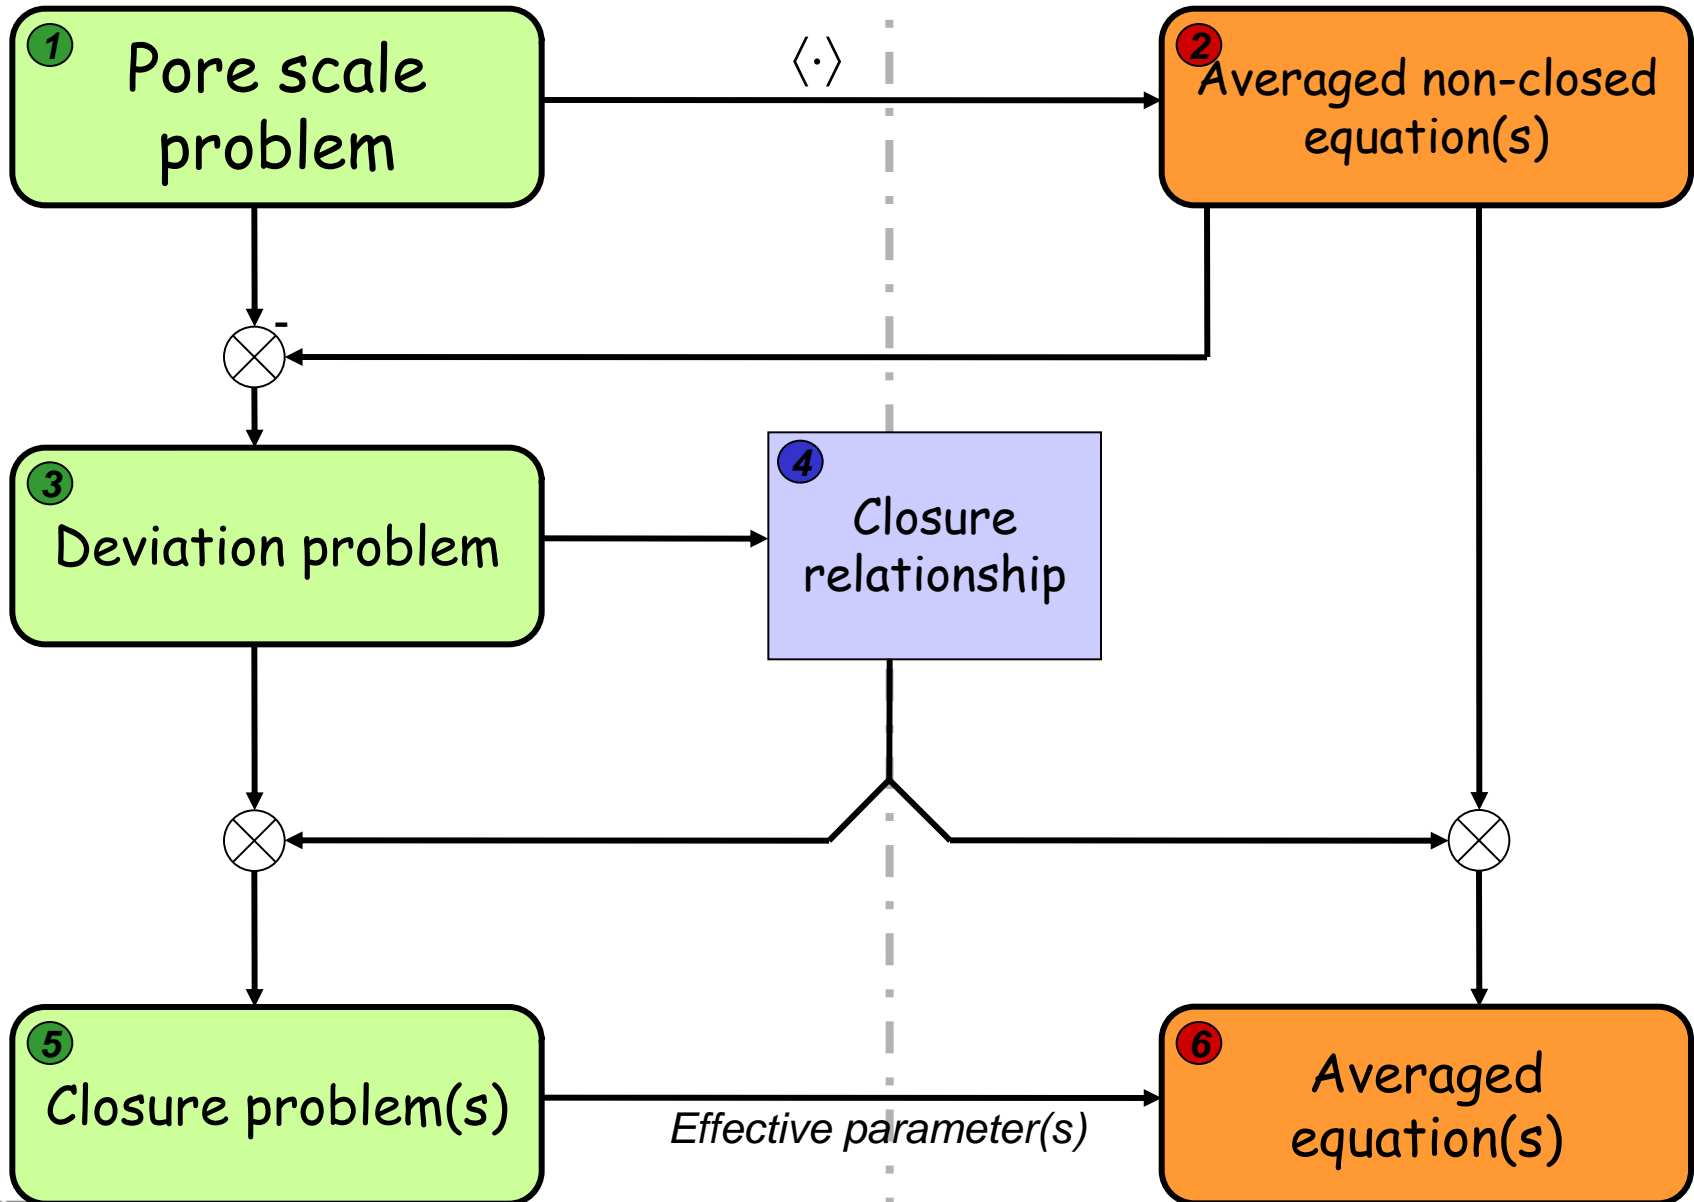 1
Pore scale
problem
⟨·⟩
2
Averaged non-closed
equation(s)
-
3
Deviation problem
4
Closure
relationship
5
Closure problem(s)
Effective parameter(s)
6
Averaged
equation(s)